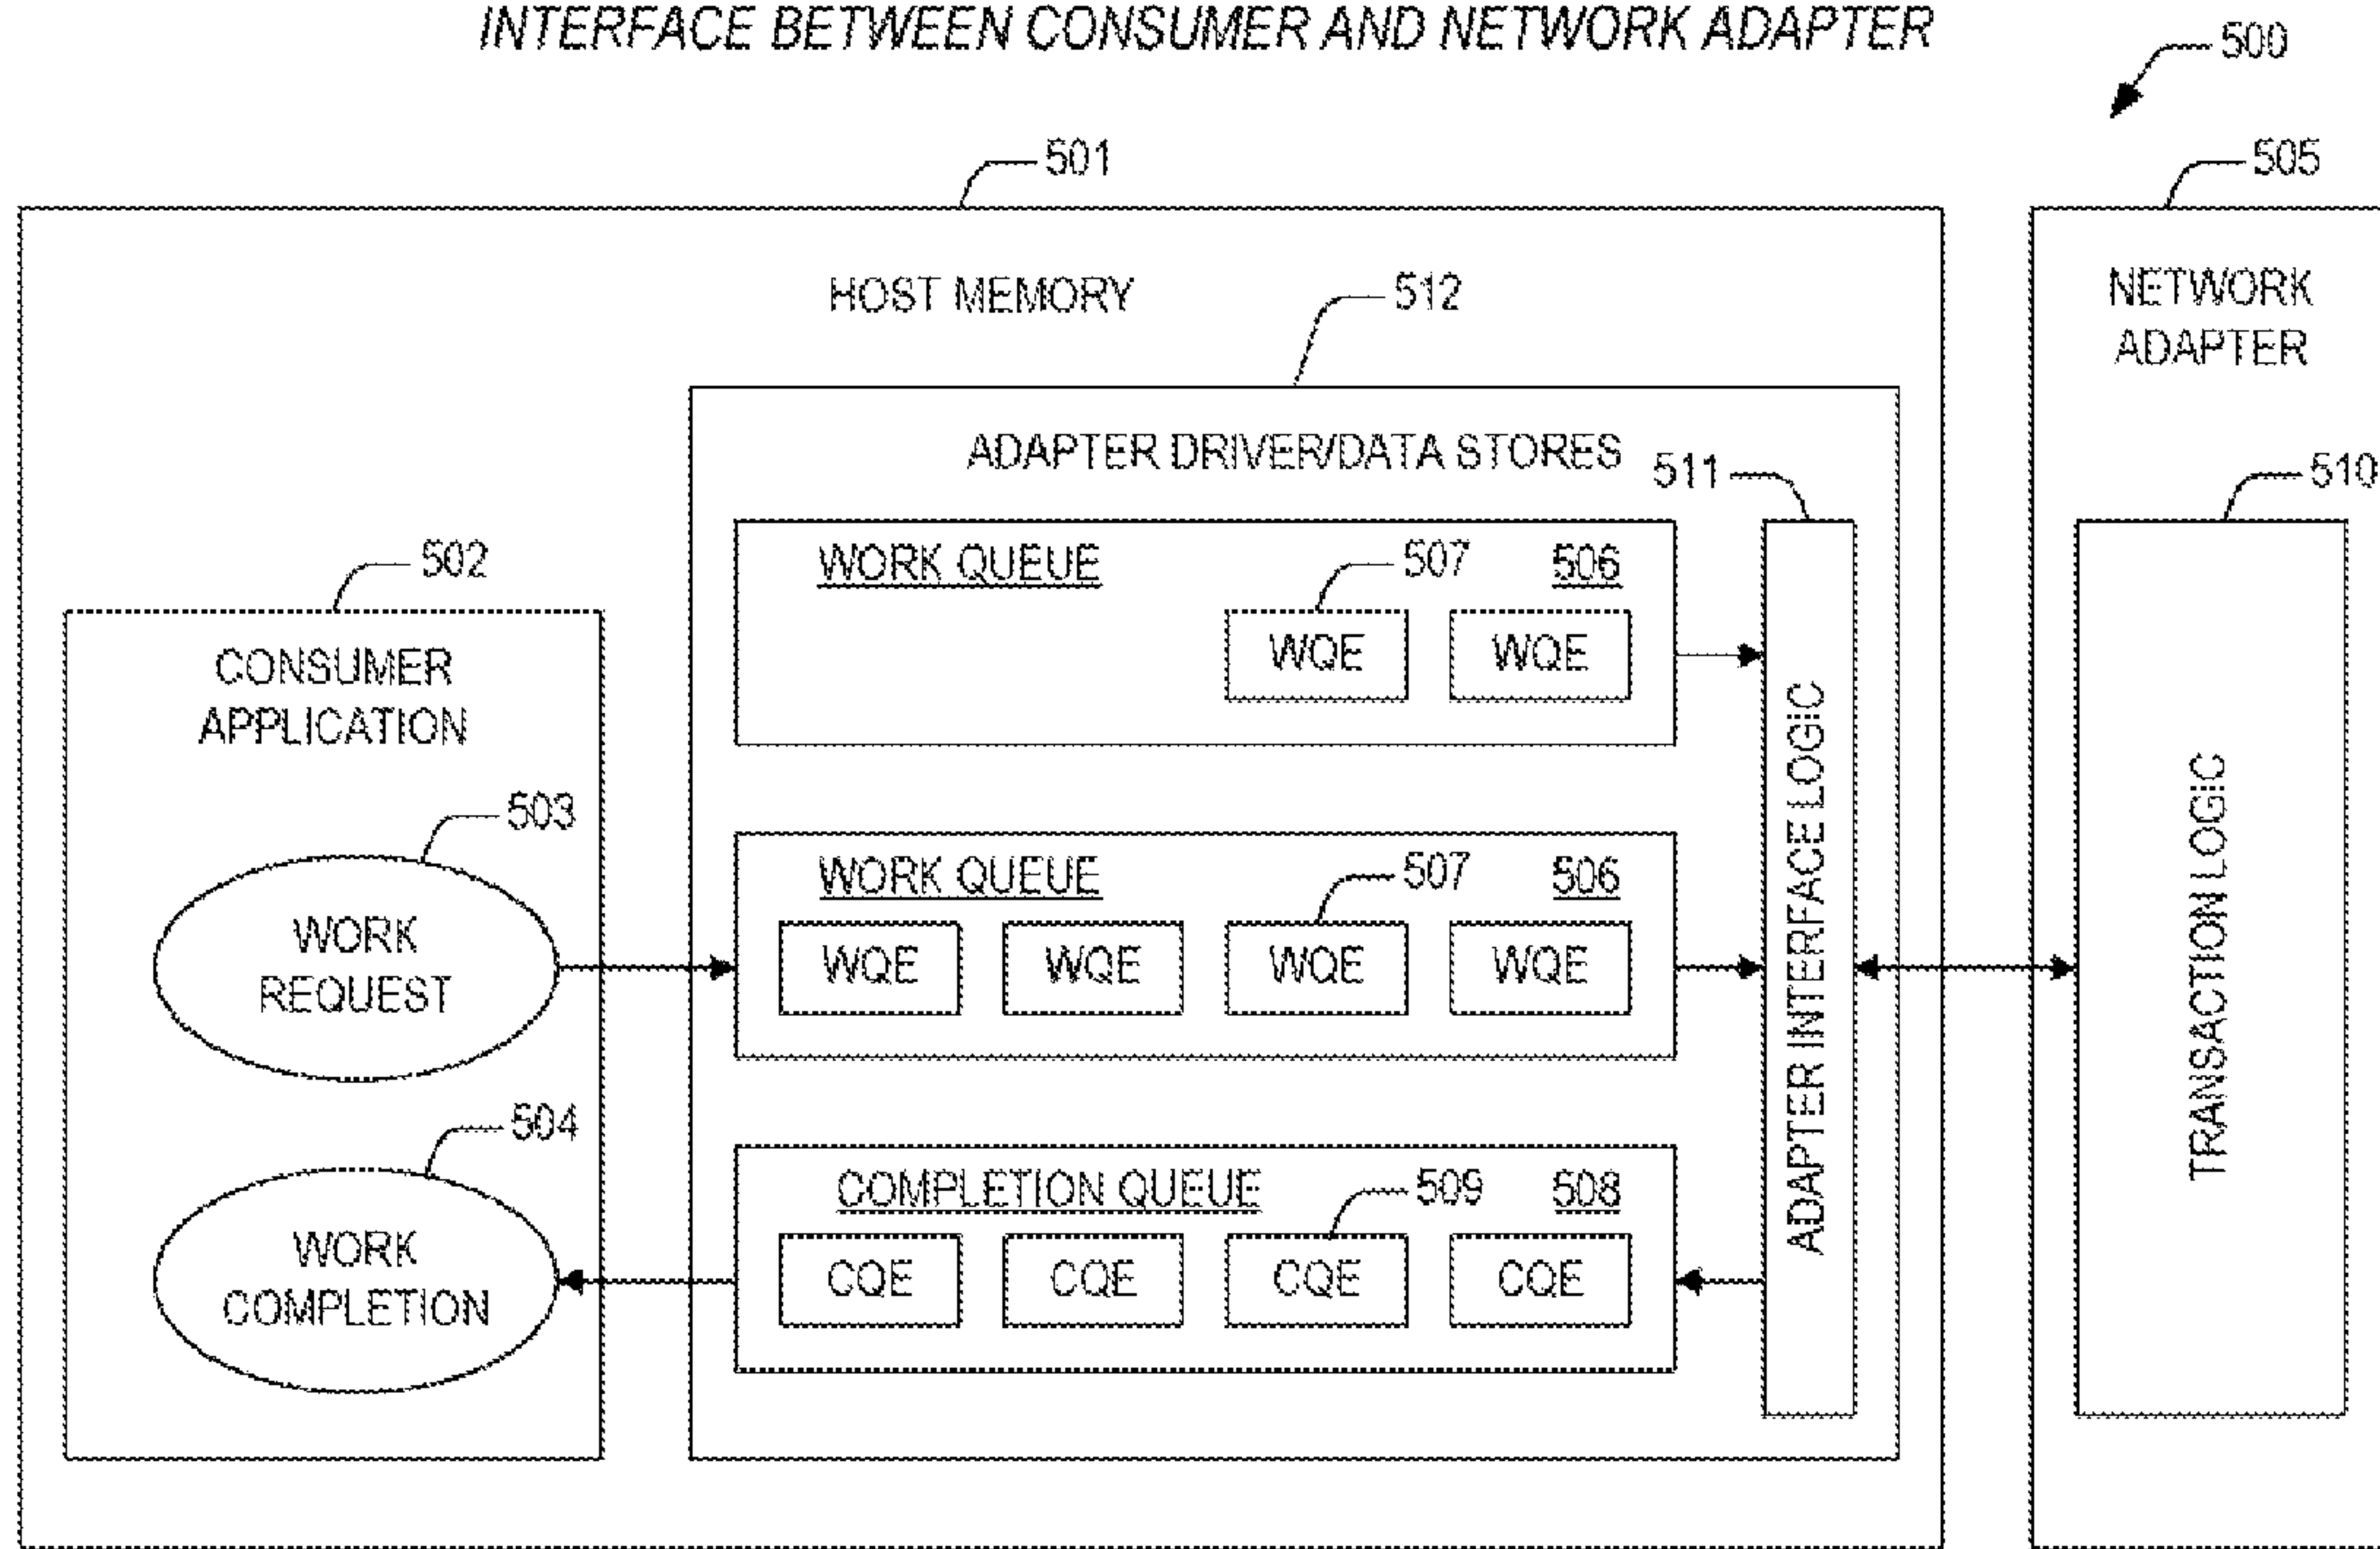 INTERFACE BETWEEN CONSUMER AND NETWORK ADAPTER
500
501
505
HOST MEMORY
512
NETWORK
ADAPTER
ADAPTER DRIVER/DATA STORES
511
510
502
WORK QUEUE
507
506
CONSUMER
APPLICATION
WQE
WQE
ADAPTER INTERFACE LOGIC
TRANSACTION LOGIC
503
WORK QUEUE
507
506
WORK
REQUEST
WQE
WQE
WQE
WQE
504
COMPLETION QUEUE
509
508
WORK
COMPLETION
CQE
CQE
CQE
CQE